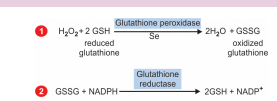 Glutathione peroxidase
1 H₂O₂+ 2 GSH 2H₂O + GSSG
Se
reduced oxidized
glutathione glutathione
Glutathione
reductase
2 GSSG + NADPH 2GSH + NADP⁺